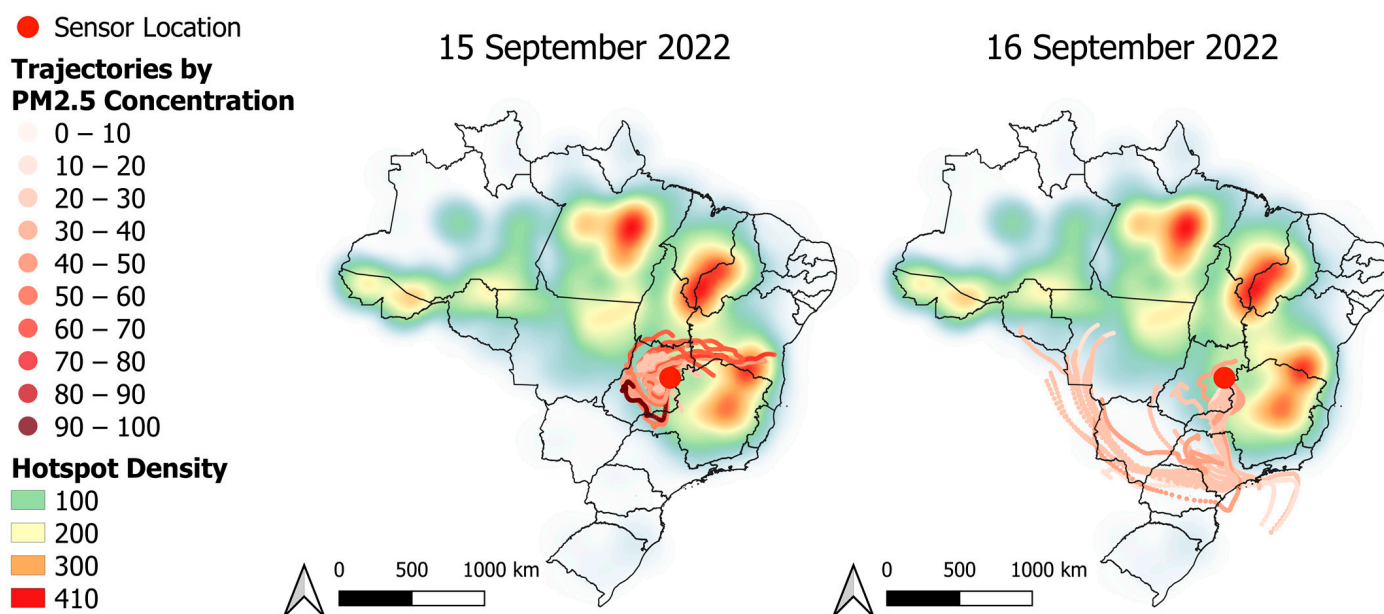 Sensor Location
Trajectories by
PM2.5 Concentration
0 – 10
10 – 20
20 – 30
30 – 40
40 – 50
50 – 60
60 – 70
70 – 80
80 – 90
90 – 100
Hotspot Density
100
200
300
410
15 September 2022
0 500 1000 km
16 September 2022
0 500 1000 km